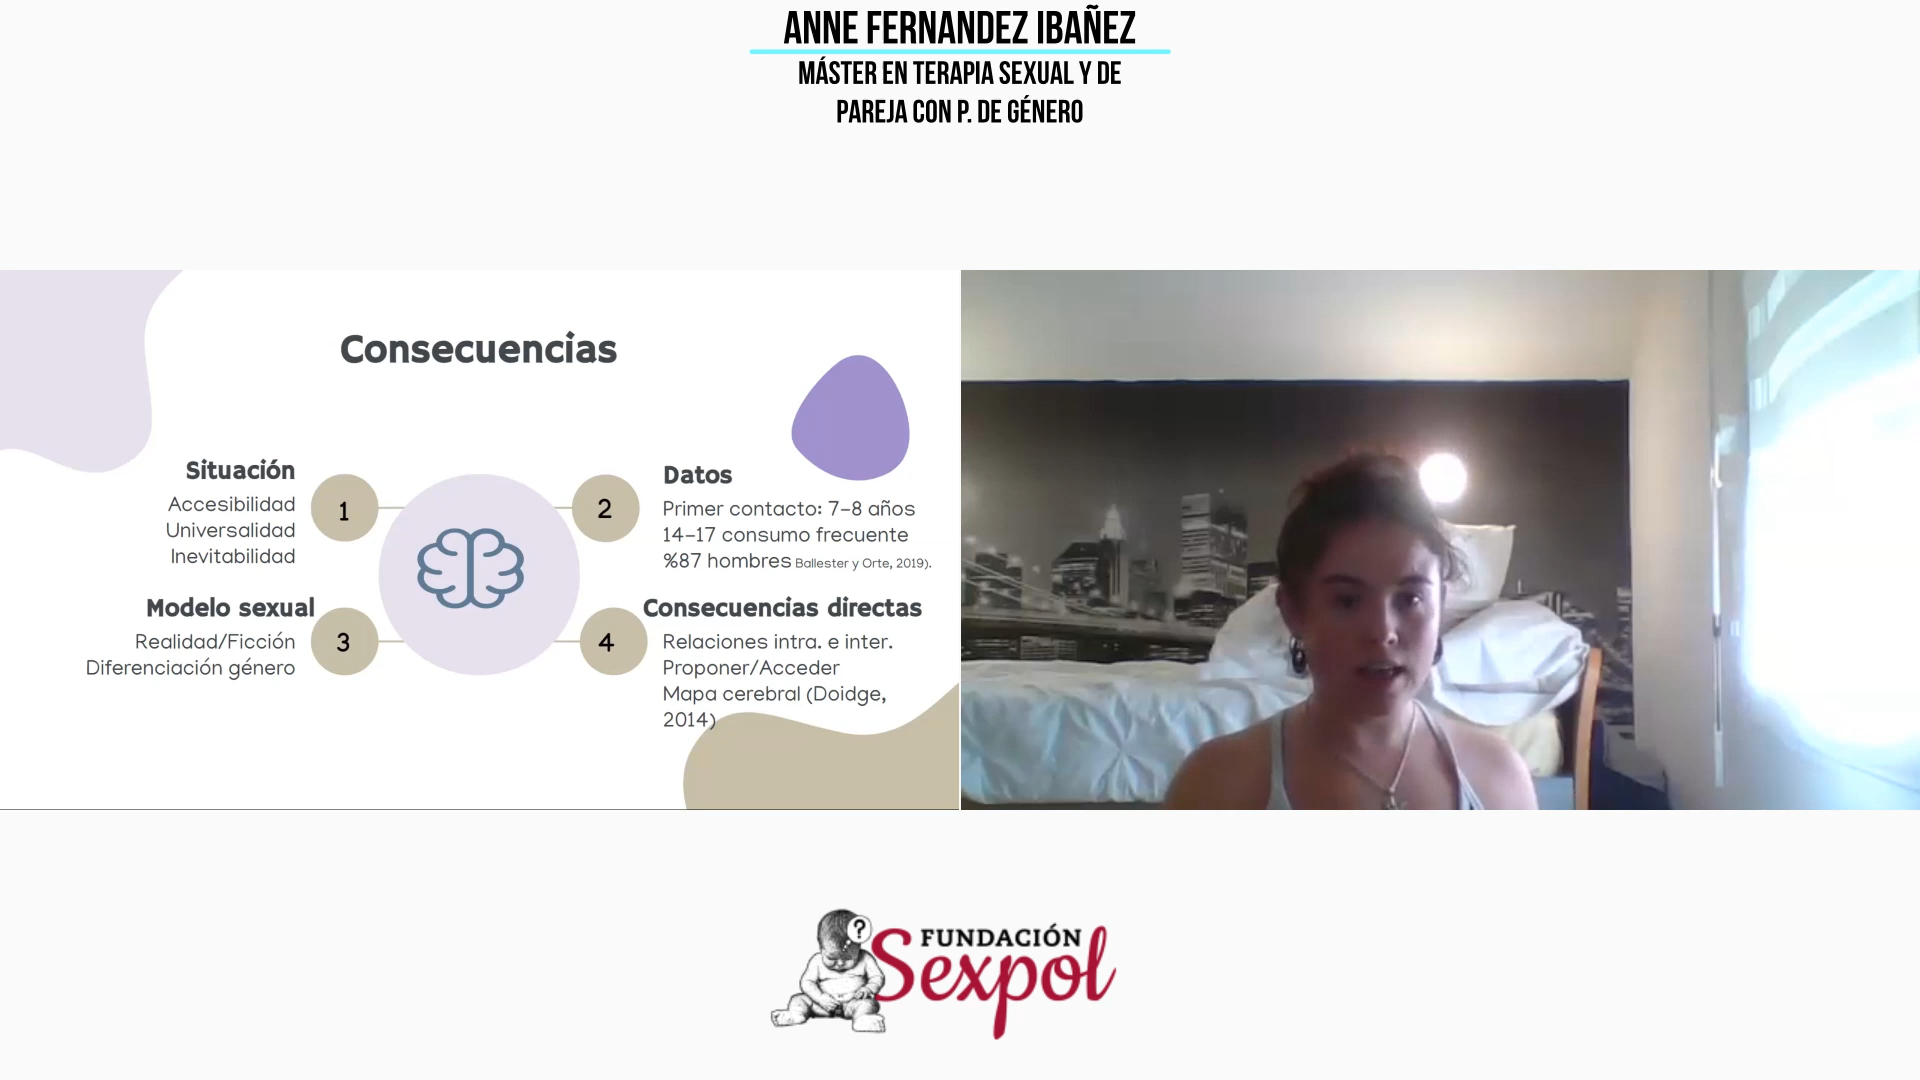 ANNE FERNANDEZ IBAÑEZ
MÁSTER EN TERAPIA SEXUAL Y DE
PAREJA CON P. DE GÉNERO
Consecuencias
Situación
Accesibilidad
Universalidad
Inevitabilidad
1
2
Datos
Primer contacto: 7-8 años
14-17 consumo frecuente
%87 hombres Ballester y Orte, 2019).
Modelo sexual
Realidad/Ficción
Diferenciación género
3
4
Consecuencias directas
Relaciones intra. e inter.
Proponer/Acceder
Mapa cerebral (Doidge,
2014)
?
FUNDACIÓN
Sexpol